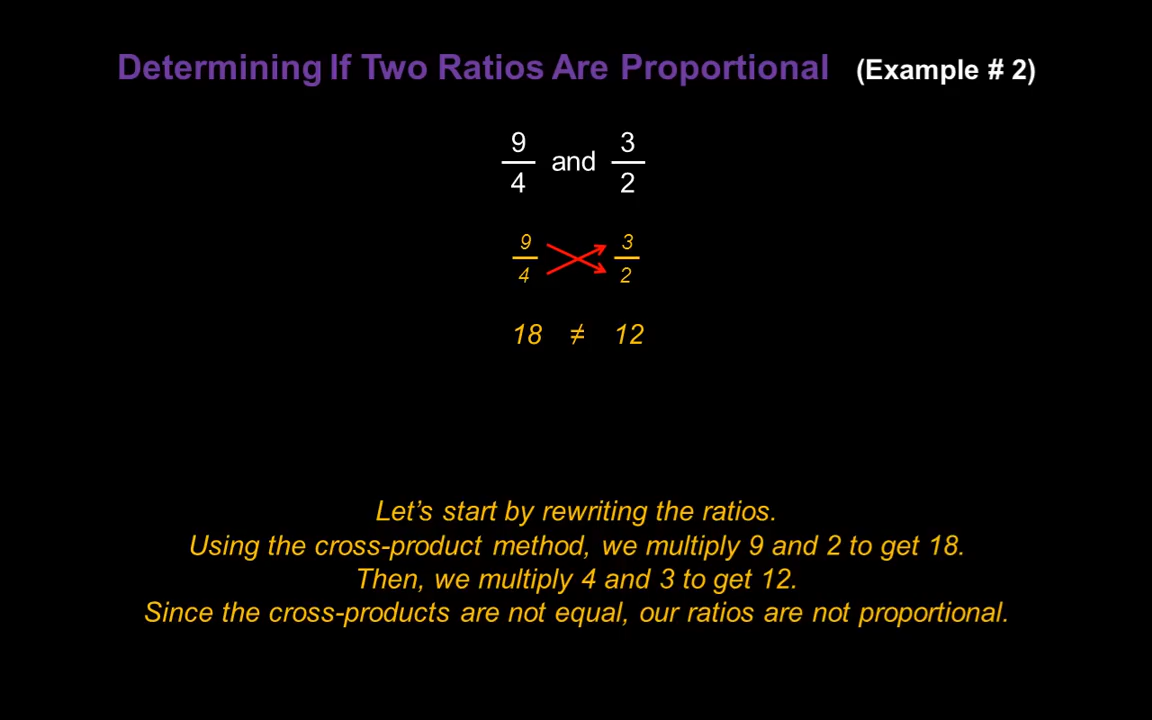 Determining If Two Ratios Are Proportional (Example # 2)
9 3
and
4 2
9 3
4 2
18 ≠ 12
Let’s start by rewriting the ratios.
Using the cross-product method, we multiply 9 and 2 to get 18.
Then, we multiply 4 and 3 to get 12.
Since the cross-products are not equal, our ratios are not proportional.